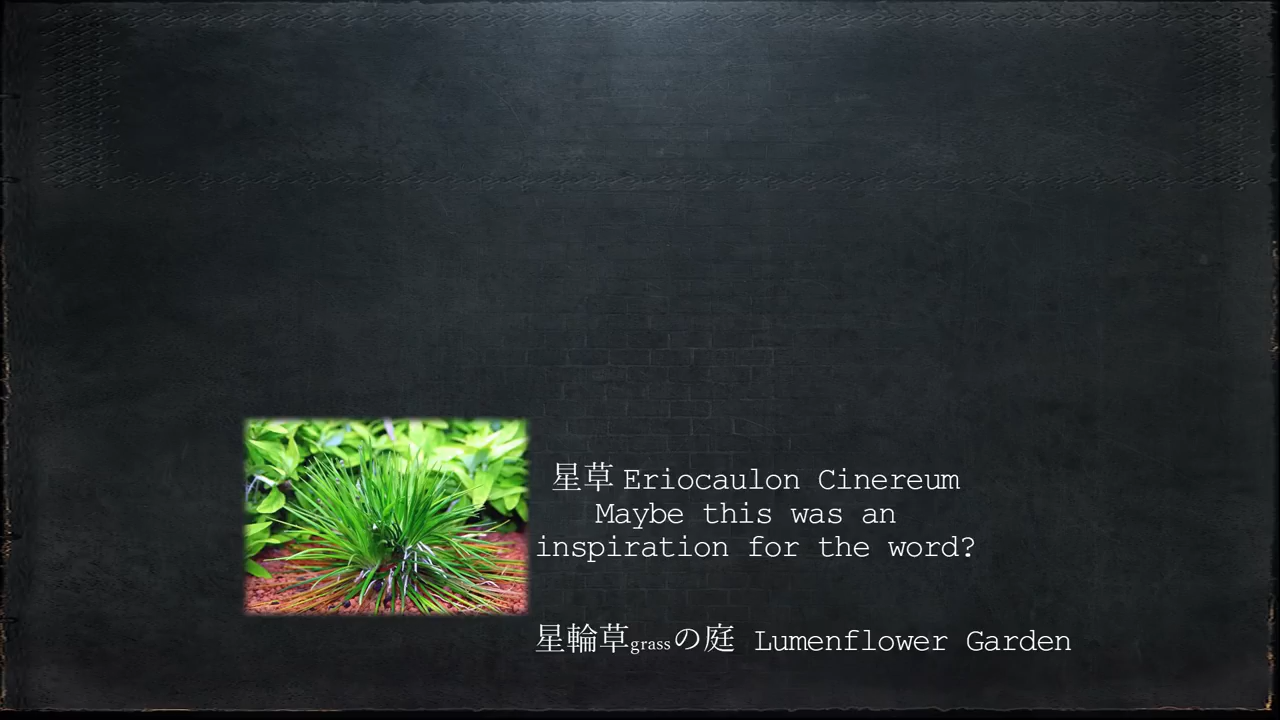 星草 Eriocaulon Cinereum
Maybe this was an
inspiration for the word?
星輪草grassの庭 Lumenflower Garden